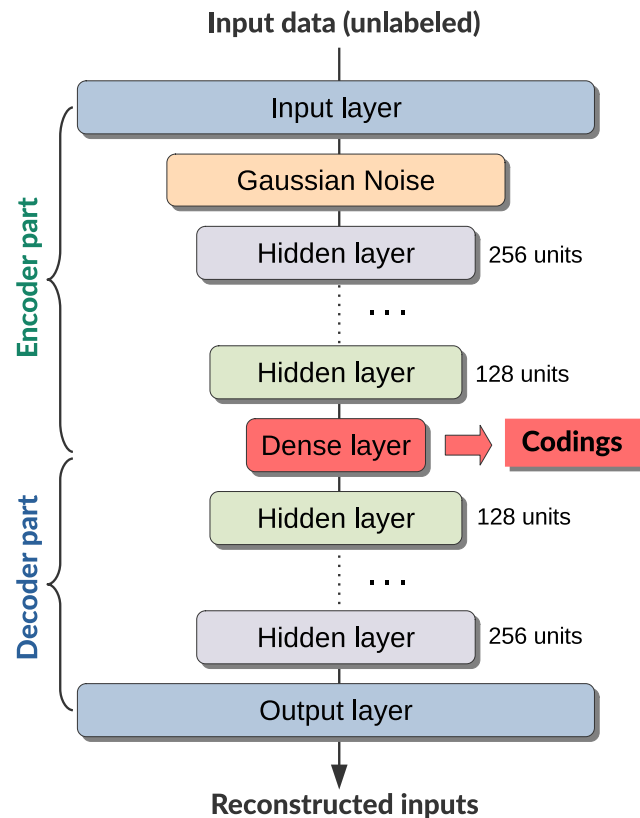 Input data (unlabeled)
Input layer
Gaussian Noise
Hidden layer 256 units
...
Hidden layer 128 units
Dense layer Codings
Hidden layer 128 units
...
Hidden layer 256 units
Output layer
Reconstructed inputs
Encoder part
Decoder part